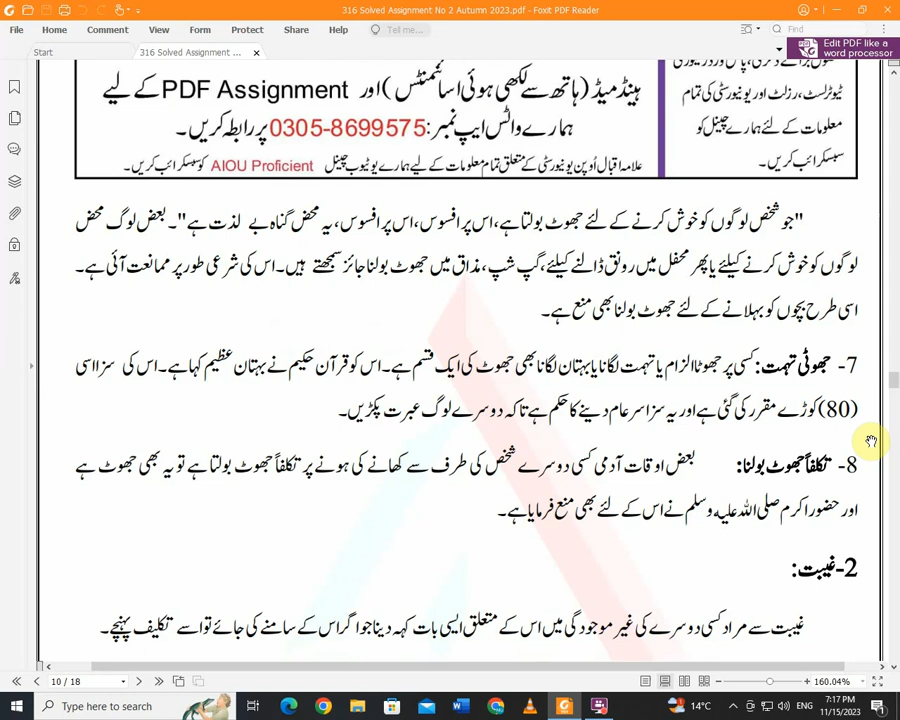 316 Solved Assignment No 2 Autumn 2023.pdf - Foxit PDF Reader
File Home Comment View Form Protect Share Help Tell me... Find
Start 316 Solved Assignment ... Edit PDF like a word processor
ہینڈ میڈ (ہاتھ سے لکھی ہوئی اسائنمنٹس) اور PDF Assignment کے لیے
ہمارے واٹس ایپ نمبر: 0305-8699575 پر رابطہ کریں۔
علامہ اقبال اُوپن یونیورسٹی کے متعلق تمام معلومات کے لیے ہمارے یوٹیوب چینل AIOU Proficient کو سبسکرائب کریں۔
ٹیوٹر لسٹ، رزلٹ اور یونیورسٹی کی تمام
معلومات کے لئے ہمارے چینل کو
سبسکرائب کریں۔
"جو شخص لوگوں کو خوش کرنے کے لئے جھوٹ بولتا ہے، اس پر افسوس، اس پر افسوس، یہ محض گناہ بے لذت ہے"۔ بعض لوگ محض
لوگوں کو خوش کرنے کیلئے یا پھر محفل میں رونق ڈالنے کیلئے، گپ شپ، مذاق میں جھوٹ بولنا جائز سمجھتے ہیں۔ اس کی شرعی طور پر ممانعت آئی ہے۔
اسی طرح بچوں کو بہلانے کے لئے جھوٹ بولنا بھی منع ہے۔
7- جھوٹی تہمت: کسی پر جھوٹا الزام یا تہمت لگانا یا بہتان لگانا بھی جھوٹ کی ایک قسم ہے۔ اس کو قرآن حکیم نے بہتان عظیم کہا ہے۔ اس کی سزا اسی
(80) کوڑے مقرر کی گئی ہے اور یہ سزا سر عام دینے کا حکم ہے تاکہ دوسرے لوگ عبرت پکڑیں۔
8- تکلفاً جھوٹ بولنا: بعض اوقات آدمی کسی دوسرے شخص کی طرف سے کھانے کی ہونے پر تکلفاً جھوٹ بولتا ہے تو یہ بھی جھوٹ ہے
اور حضور اکرم صلی اللہ علیہ وسلم نے اس کے لئے بھی منع فرمایا ہے۔
2-غیبت:
غیبت سے مراد کسی دوسرے کی غیر موجودگی میں اس کے متعلق ایسی بات کہہ دینا جو اگر اس کے سامنے کی جائے تو اسے تکلیف پہنچے۔
10 / 18 160.04%
Type here to search 14°C ENG 7:17 PM 11/15/2023